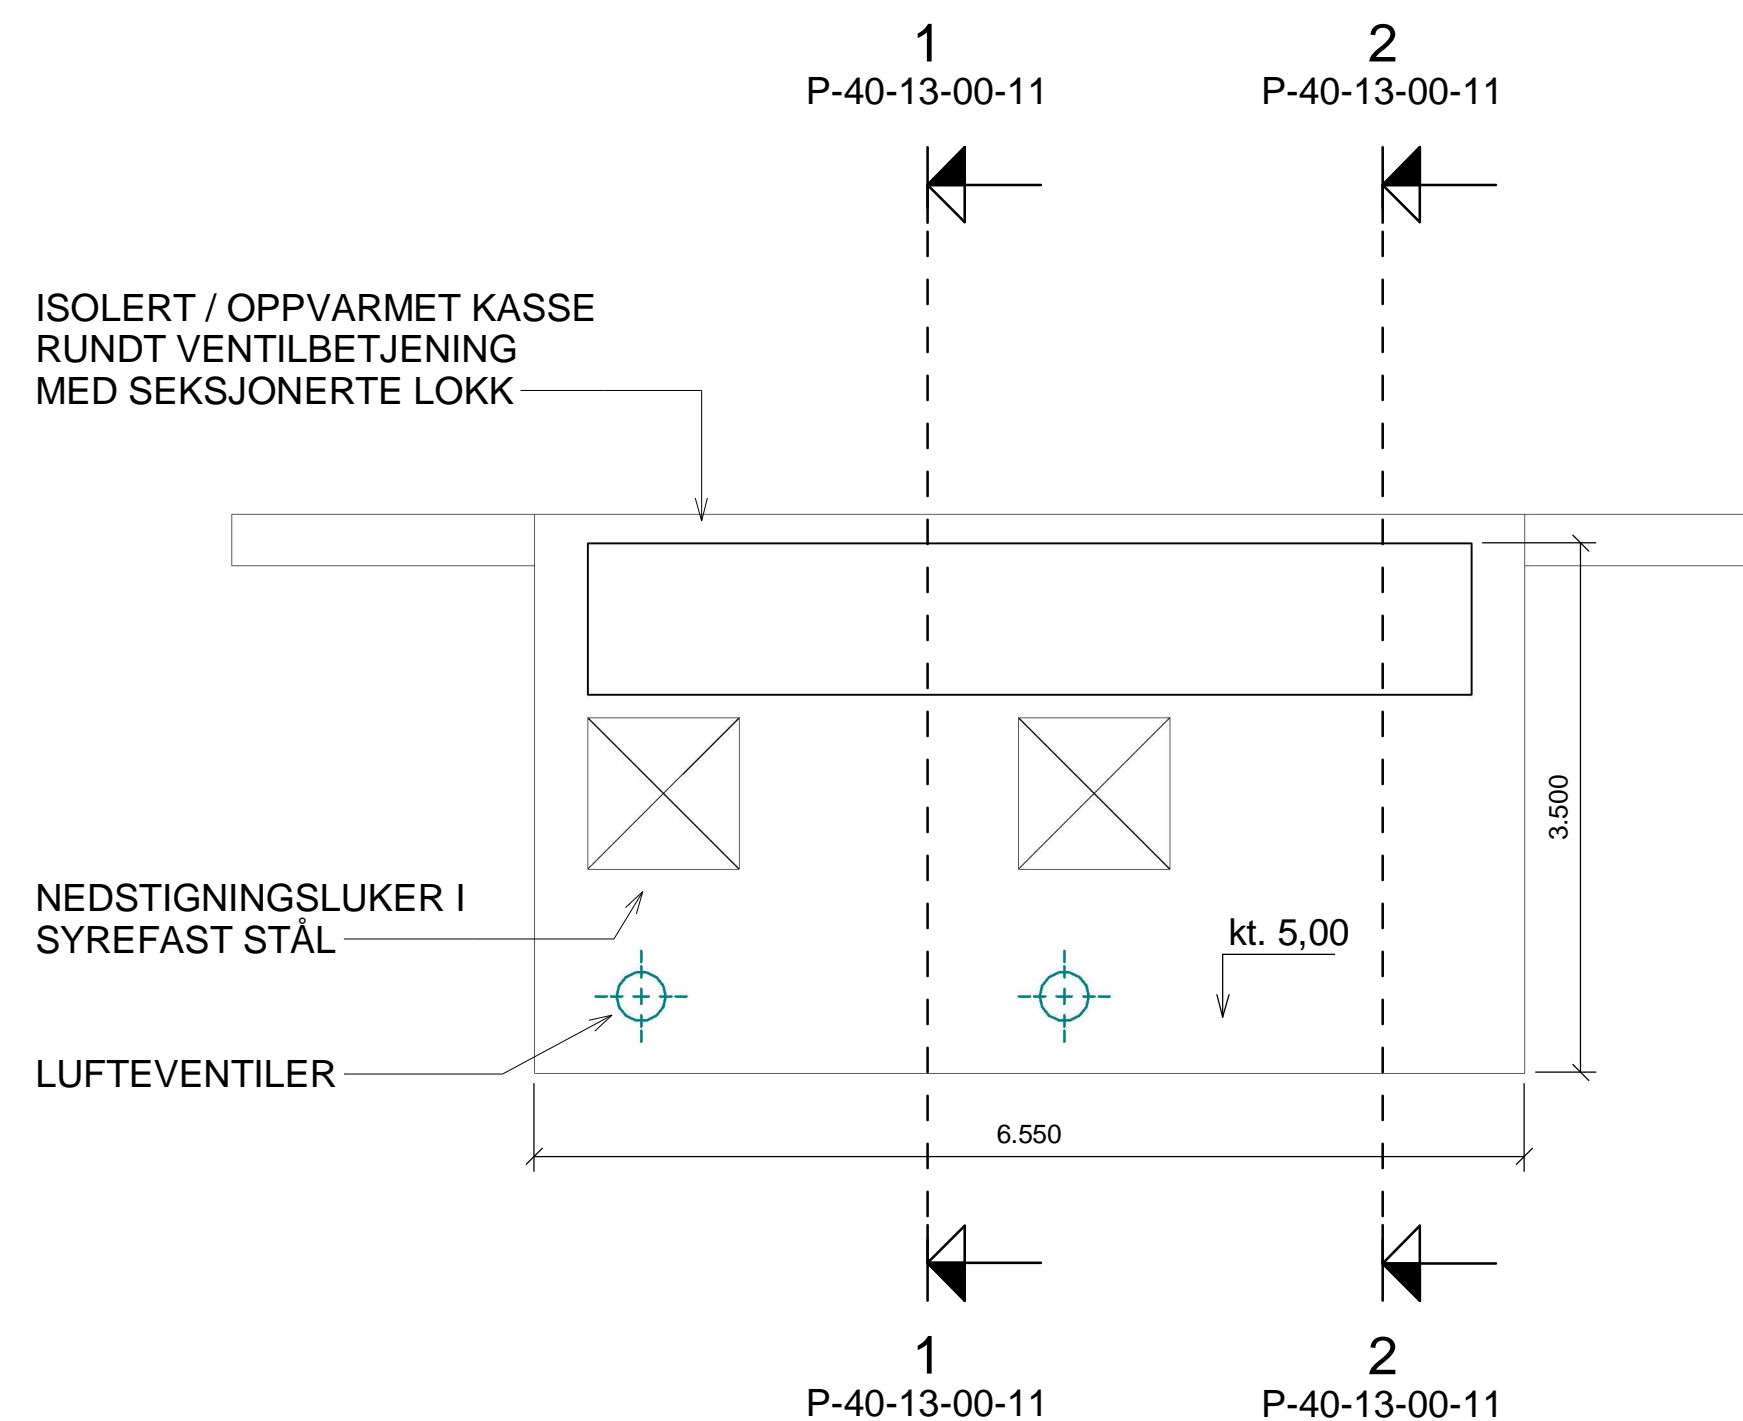 1
P-40-13-00-11
2
P-40-13-00-11
ISOLERT / OPPVARMET KASSE
RUNDT VENTILBETJENING
MED SEKSJONERTE LOKK
3.500
NEDSTIGNINGSLUKER I
SYREFAST STÅL
kt. 5,00
LUFTEVENTILER
6.550
1
P-40-13-00-11
2
P-40-13-00-11